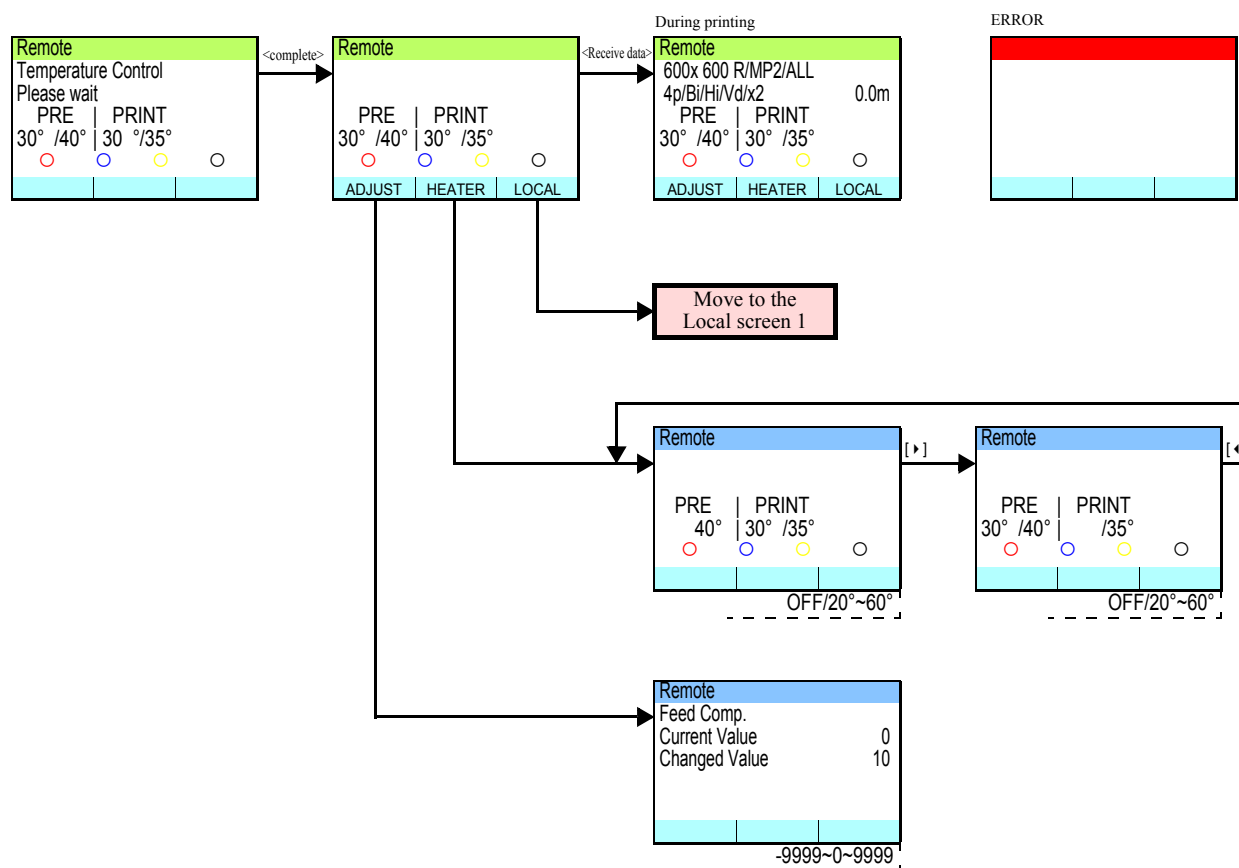 During printing
ERROR
Remote
Temperature Control
Please wait
PRE | PRINT
30° /40° | 30 °/35°
<complete>
Remote
PRE | PRINT
30° /40° | 30° /35°
ADJUST HEATER LOCAL
<Receive data>
Remote
600x 600 R/MP2/ALL
4p/Bi/Hi/Vd/x2 0.0m
PRE | PRINT
30° /40° | 30° /35°
ADJUST HEATER LOCAL
Move to the
Local screen 1
Remote
PRE | PRINT
40° | 30° /35°
OFF/20°~60°
[▶]
Remote
PRE | PRINT
30° /40° | /35°
OFF/20°~60°
[◀
Remote
Feed Comp.
Current Value 0
Changed Value 10
-9999~0~9999